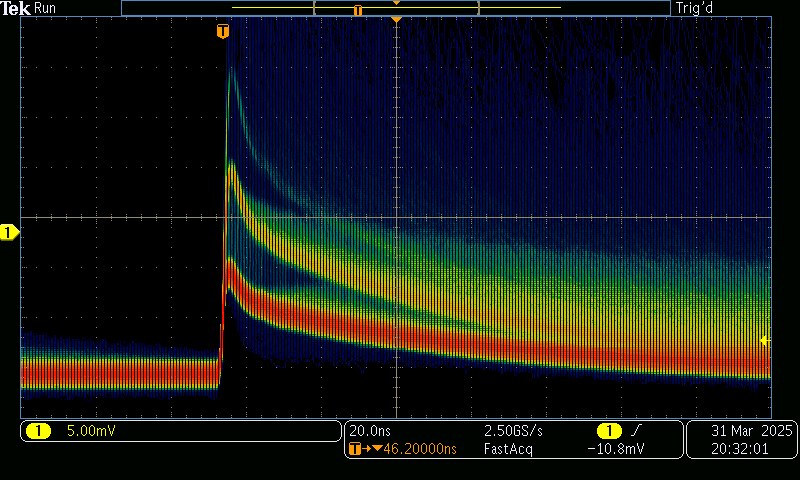 Tek Run Trig'd
T
T
1
1 5.00mV 20.0ns 2.50GS/s 1 31 Mar 2025
T→▼46.20000ns FastAcq −10.8mV 20:32:01